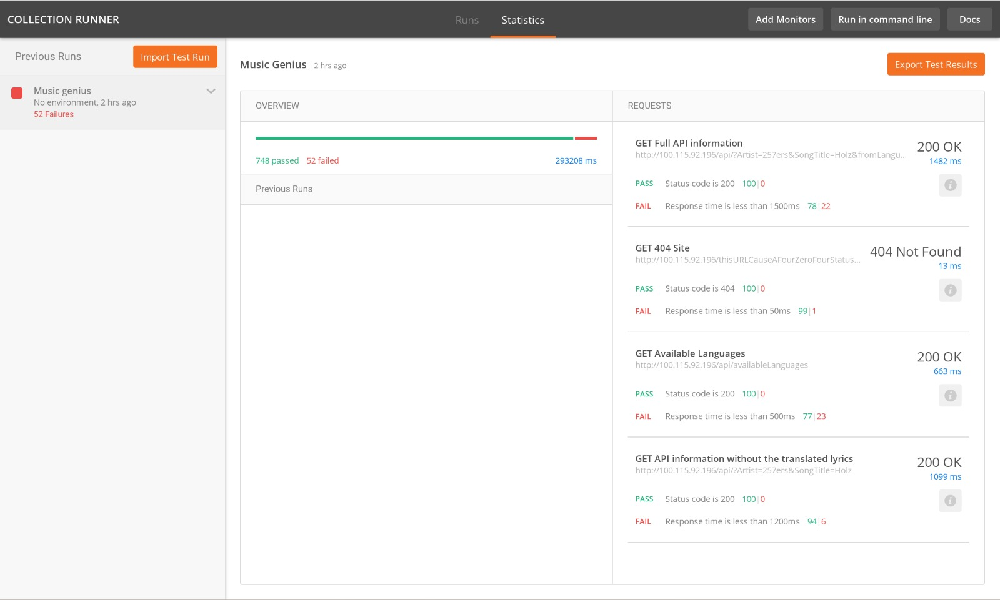 COLLECTION RUNNER
Runs
Statistics
Add Monitors
Run in command line
Docs
Previous Runs
Import Test Run
Music genius
No environment, 2 hrs ago
52 Failures
Music Genius 2 hrs ago
Export Test Results
OVERVIEW
748 passed 52 failed
293208 ms
Previous Runs
REQUESTS
GET Full API information
200 OK
http://100.115.92.196/api/?Artist=257ers&SongTitle=Holz&fromLangu...
1482 ms
PASS Status code is 200 100|0
FAIL Response time is less than 1500ms 78|22
GET 404 Site
404 Not Found
http://100.115.92.196/thisURLCauseAFourZeroFourStatus...
13 ms
PASS Status code is 404 100|0
FAIL Response time is less than 50ms 99|1
GET Available Languages
200 OK
http://100.115.92.196/api/availableLanguages
663 ms
PASS Status code is 200 100|0
FAIL Response time is less than 500ms 77|23
GET API information without the translated lyrics
200 OK
http://100.115.92.196/api/?Artist=257ers&SongTitle=Holz
1099 ms
PASS Status code is 200 100|0
FAIL Response time is less than 1200ms 94|6